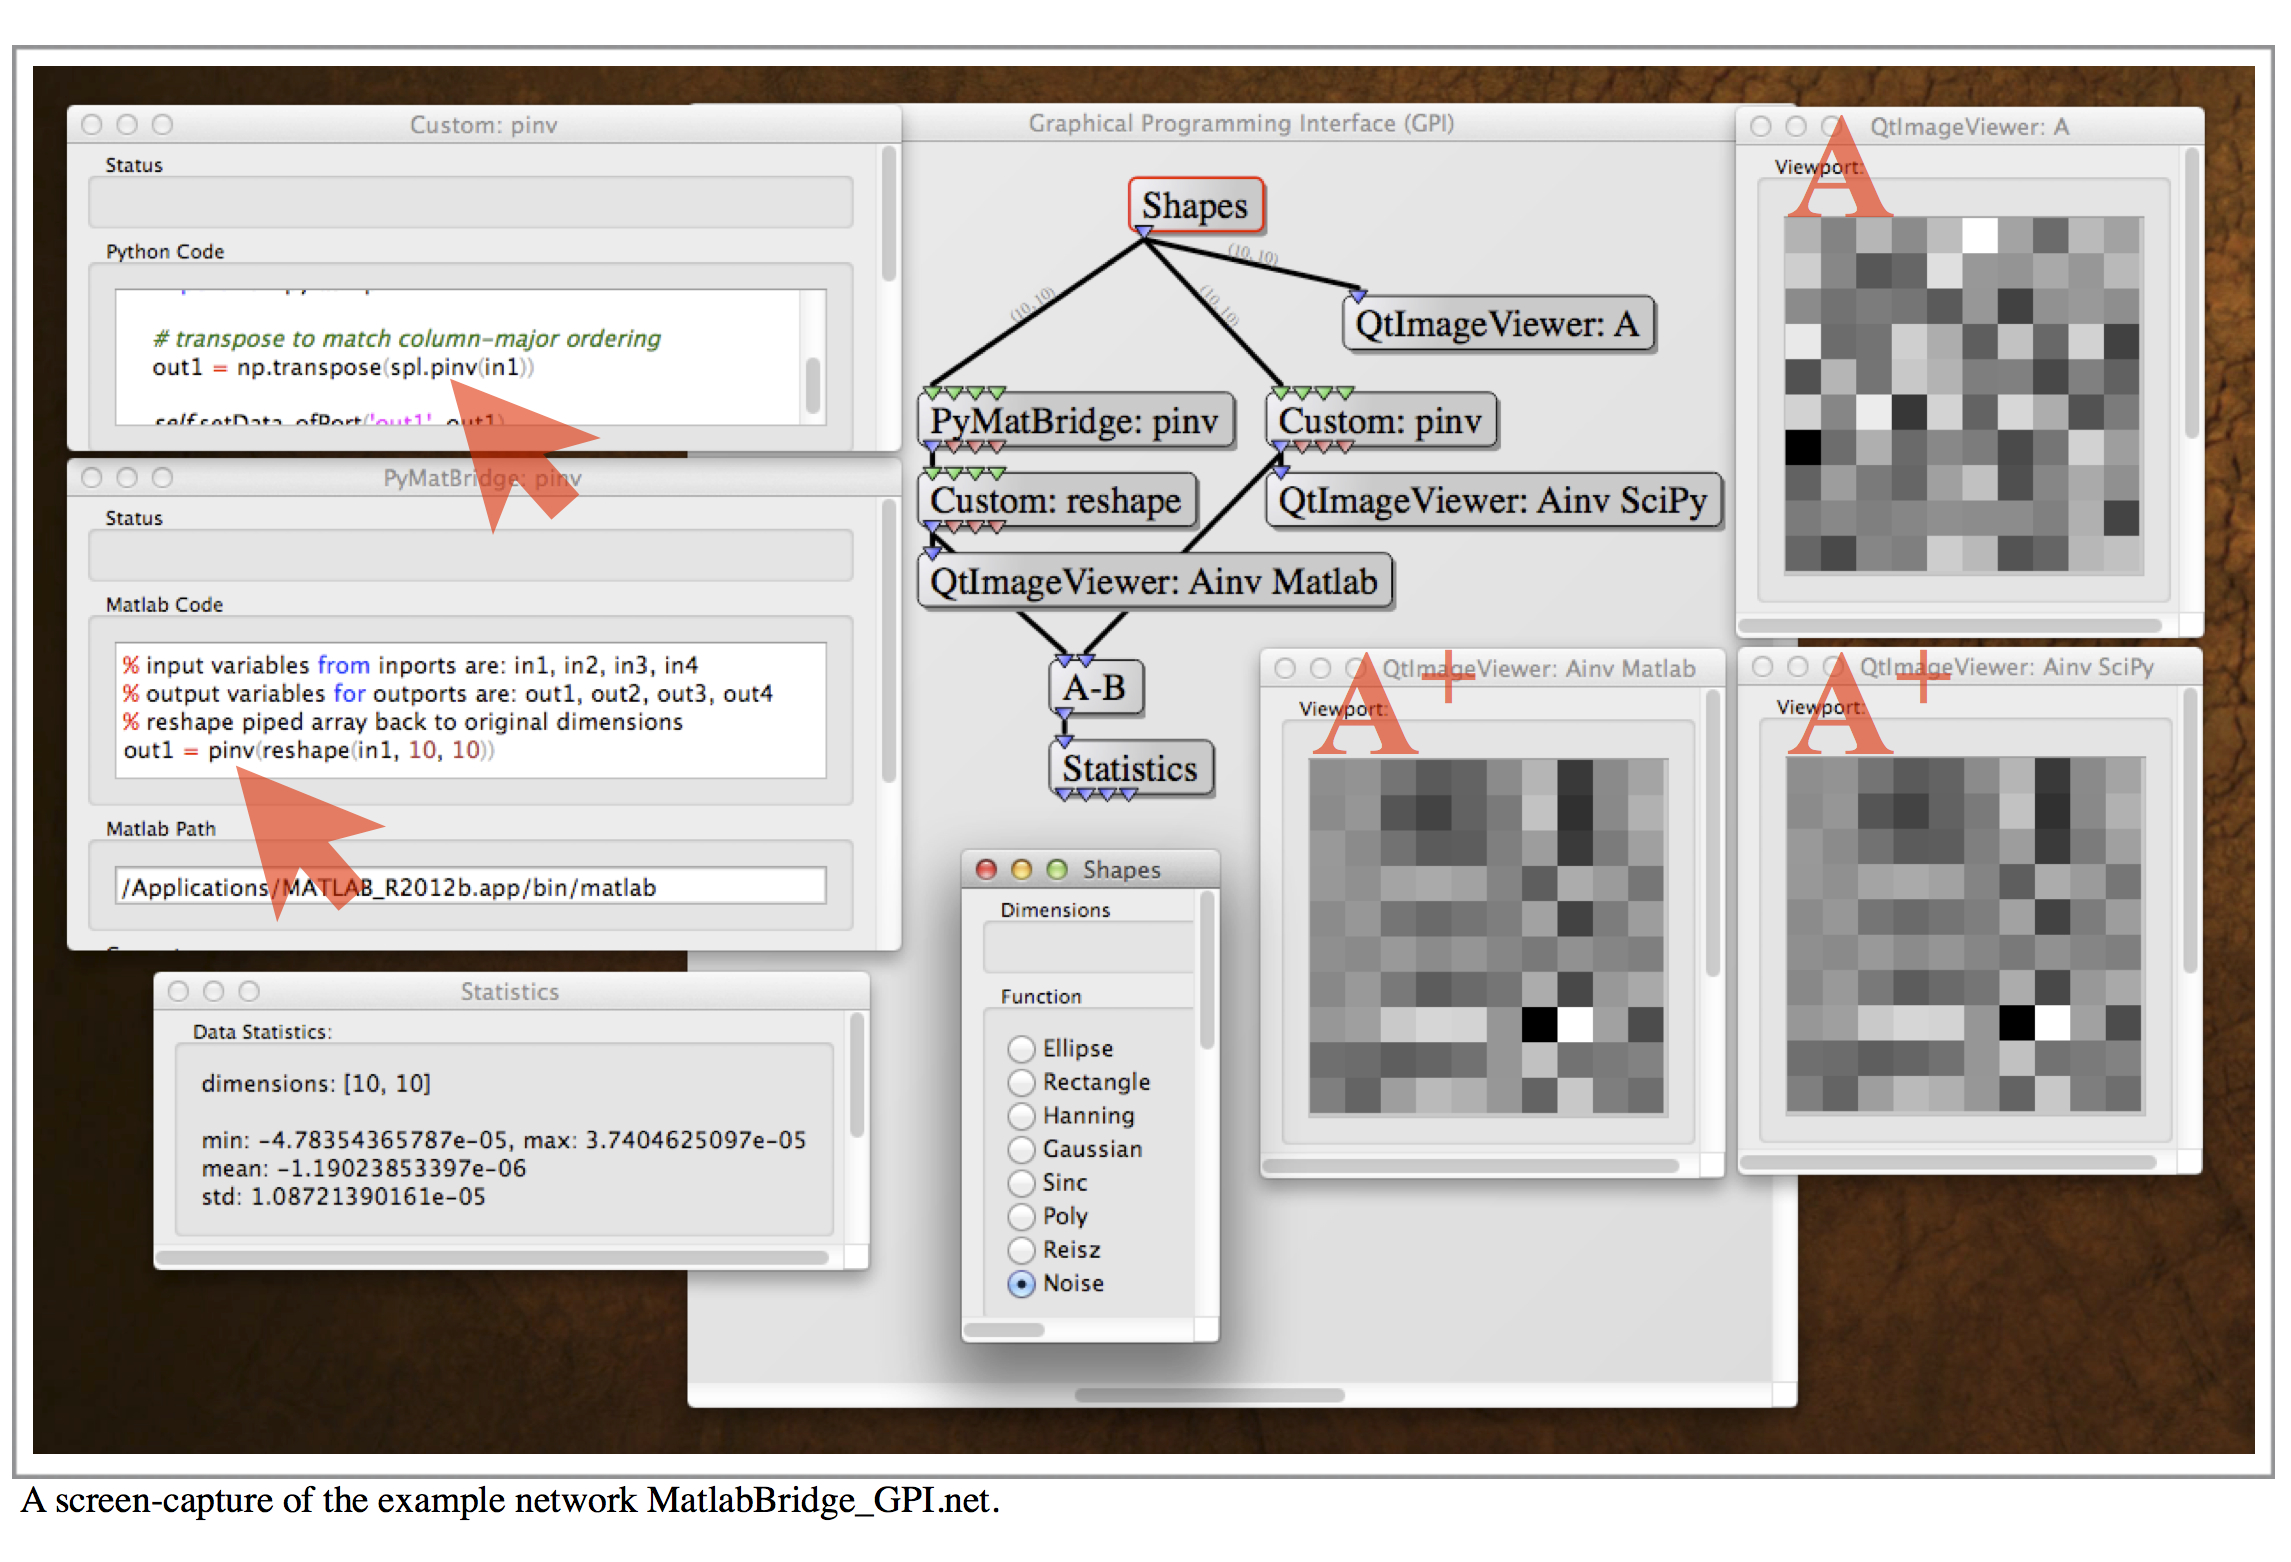 Custom: pinv
Status
Python Code
# transpose to match column-major ordering
out1 = np.transpose(spl.pinv(in1))
self.setData_ofPort('out1', out1)
PyMatBridge: pinv
Status
Matlab Code
% input variables from inports are: in1, in2, in3, in4
% output variables for outports are: out1, out2, out3, out4
% reshape piped array back to original dimensions
out1 = pinv(reshape(in1, 10, 10))
Matlab Path
/Applications/MATLAB_R2012b.app/bin/matlab
Statistics
Data Statistics:
dimensions: [10, 10]
min: -4.78354365787e-05, max: 3.7404625097e-05
mean: -1.19023853397e-06
std: 1.08721390161e-05
Graphical Programming Interface (GPI)
Shapes
(10, 10)
(10, 10)
(10, 10)
QtImageViewer: A
PyMatBridge: pinv
Custom: pinv
Custom: reshape
QtImageViewer: Ainv SciPy
QtImageViewer: Ainv Matlab
A-B
Statistics
Shapes
Dimensions
Function
Ellipse
Rectangle
Hanning
Gaussian
Sinc
Poly
Reisz
Noise
QtImageViewer: A
Viewport:
A
QtImageViewer: Ainv Matlab
Viewport:
A+
QtImageViewer: Ainv SciPy
Viewport:
A+
A screen-capture of the example network MatlabBridge_GPI.net.